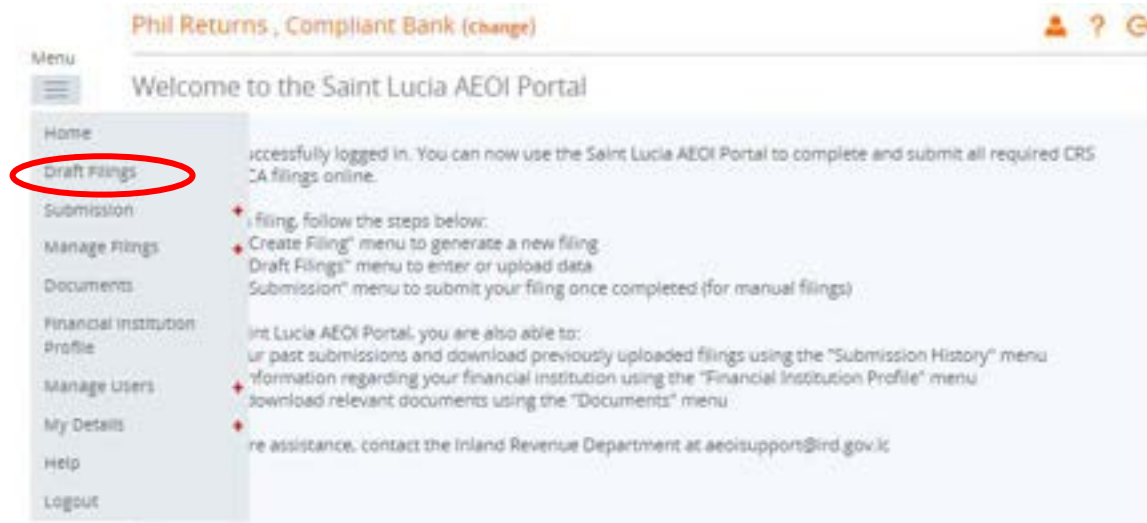 Phil Returns , Compliant Bank (Change)
Menu
Welcome to the Saint Lucia AEOI Portal
Home
Draft Filings
Submission
Manage Filings
Documents
Financial Institution
Profile
Manage Users
My Details
Help
Logout
uccessfully logged in. You can now use the Saint Lucia AEOI Portal to complete and submit all required CRS
CA filings online.
filing, follow the steps below:
"Create Filing" menu to generate a new filing
"Draft Filings" menu to enter or upload data
"Submission" menu to submit your filing once completed (for manual filings)
int Lucia AEOI Portal, you are also able to:
ur past submissions and download previously uploaded filings using the "Submission History" menu
nformation regarding your financial institution using the "Financial Institution Profile" menu
download relevant documents using the "Documents" menu
re assistance, contact the Inland Revenue Department at aeoisupport@ird.gov.lc